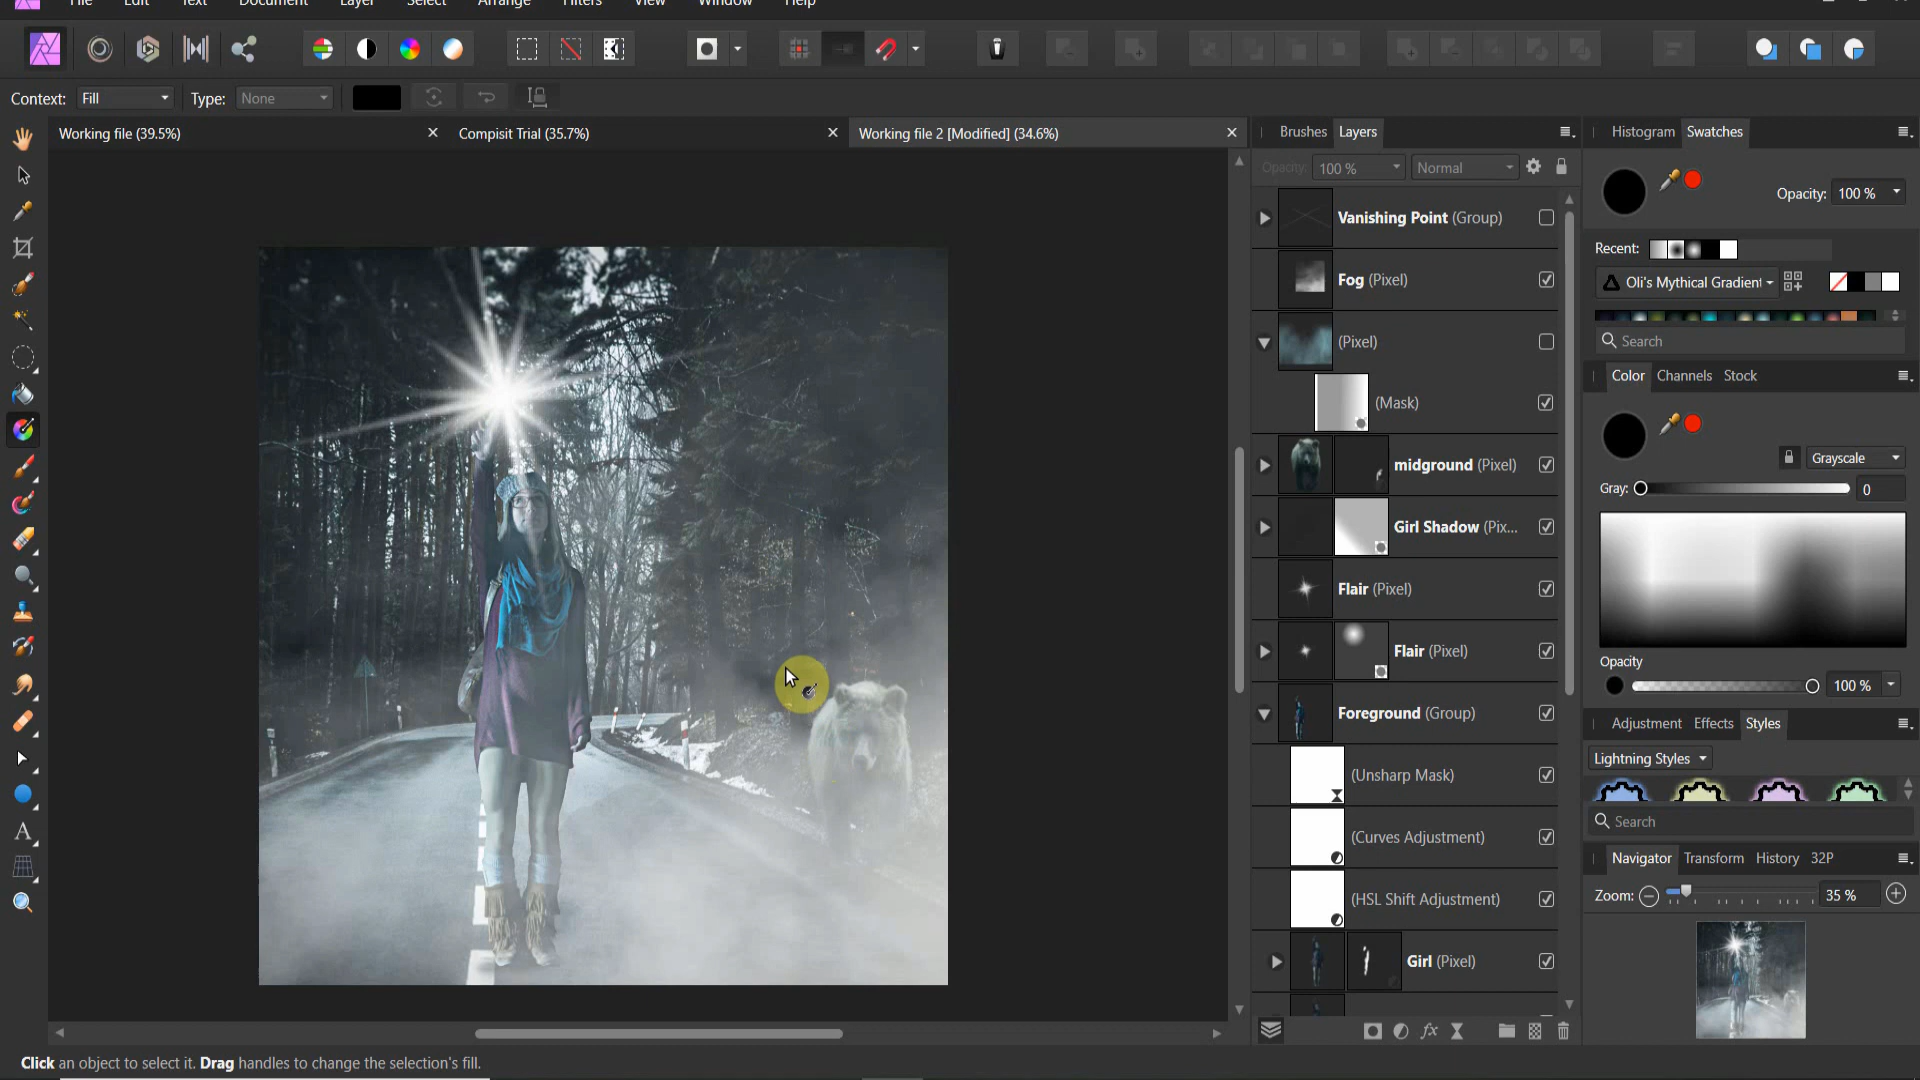 File Edit Text Document Layer Select Arrange Filters View Window Help
Context: Fill Type: None
Working file (39.5%) Compisit Trial (35.7%) Working file 2 [Modified] (34.6%)
Brushes Layers
Opacity: 100 % Normal
Vanishing Point (Group)
Fog (Pixel)
(Pixel)
(Mask)
midground (Pixel)
Girl Shadow (Pix...
Flair (Pixel)
Flair (Pixel)
Foreground (Group)
(Unsharp Mask)
(Curves Adjustment)
(HSL Shift Adjustment)
Girl (Pixel)
Histogram Swatches
Opacity: 100 %
Recent:
Oli's Mythical Gradient
Search
Color Channels Stock
Grayscale
Gray: 0
Opacity
100 %
Adjustment Effects Styles
Lightning Styles
Search
Navigator Transform History 32P
Zoom: 35 %
Click an object to select it. Drag handles to change the selection's fill.